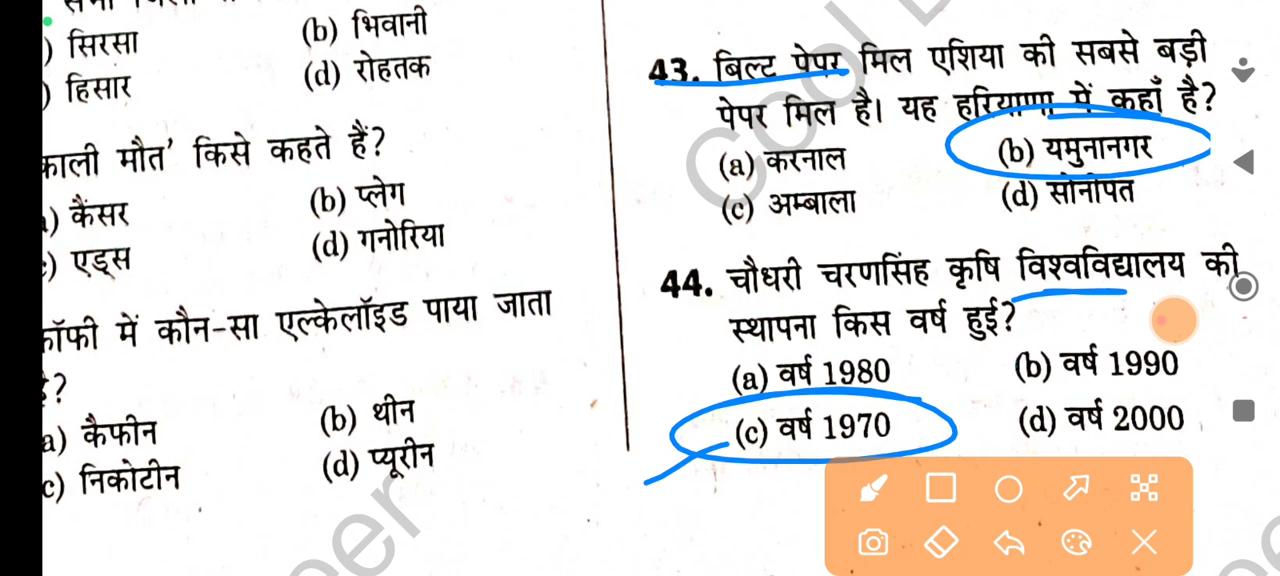 ) सिरसा
(b) भिवानी
) हिसार
(d) रोहतक
काली मौत' किसे कहते हैं?
) कैंसर
(b) प्लेग
) एड्स
(d) गनोरिया
कॉफी में कौन-सा एल्केलॉइड पाया जाता
है?
a) कैफीन
(b) थीन
c) निकोटीन
(d) प्यूरीन
43. बिल्ट पेपर मिल एशिया की सबसे बड़ी
पेपर मिल है। यह हरियाणा में कहाँ है?
(a) करनाल
(b) यमुनानगर
(c) अम्बाला
(d) सोनीपत
44. चौधरी चरणसिंह कृषि विश्वविद्यालय की
स्थापना किस वर्ष हुई?
(a) वर्ष 1980
(b) वर्ष 1990
(c) वर्ष 1970
(d) वर्ष 2000
Cool